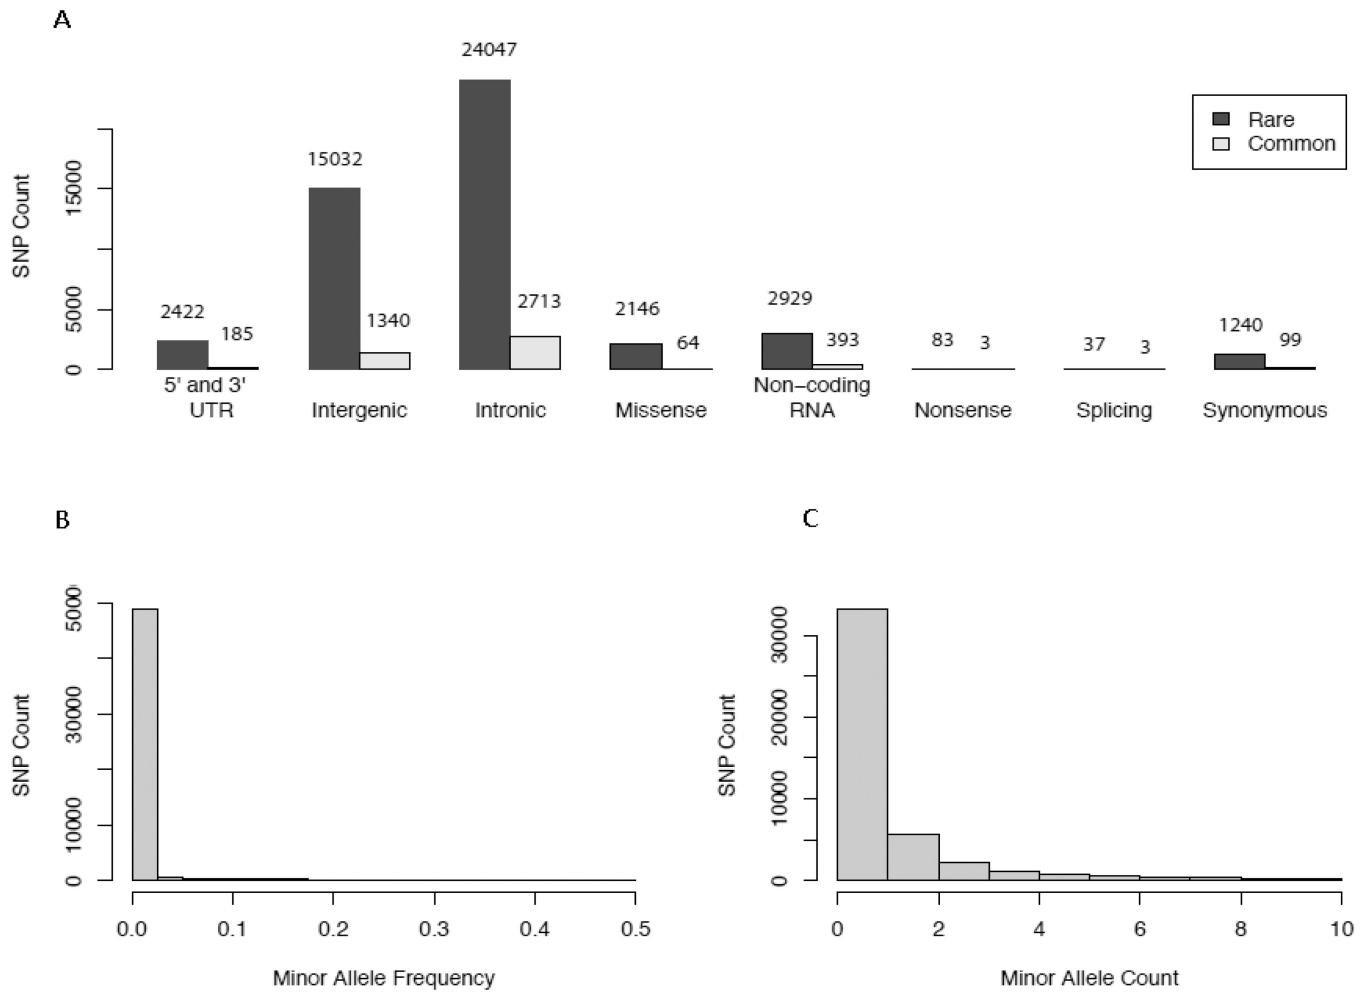 A
24047
15032
2422
185
1340
2713
2146
64
2929
393
83
3
37
3
1240
99
Rare
Common
SNP Count
15000
5000
0
5' and 3'
UTR
Intergenic
Intronic
Missense
Non-coding
RNA
Nonsense
Splicing
Synonymous
B
SNP Count
5000
30000
10000
0
0.0 0.1 0.2 0.3 0.4 0.5
Minor Allele Frequency
C
SNP Count
30000
20000
10000
0
0 2 4 6 8 10
Minor Allele Count